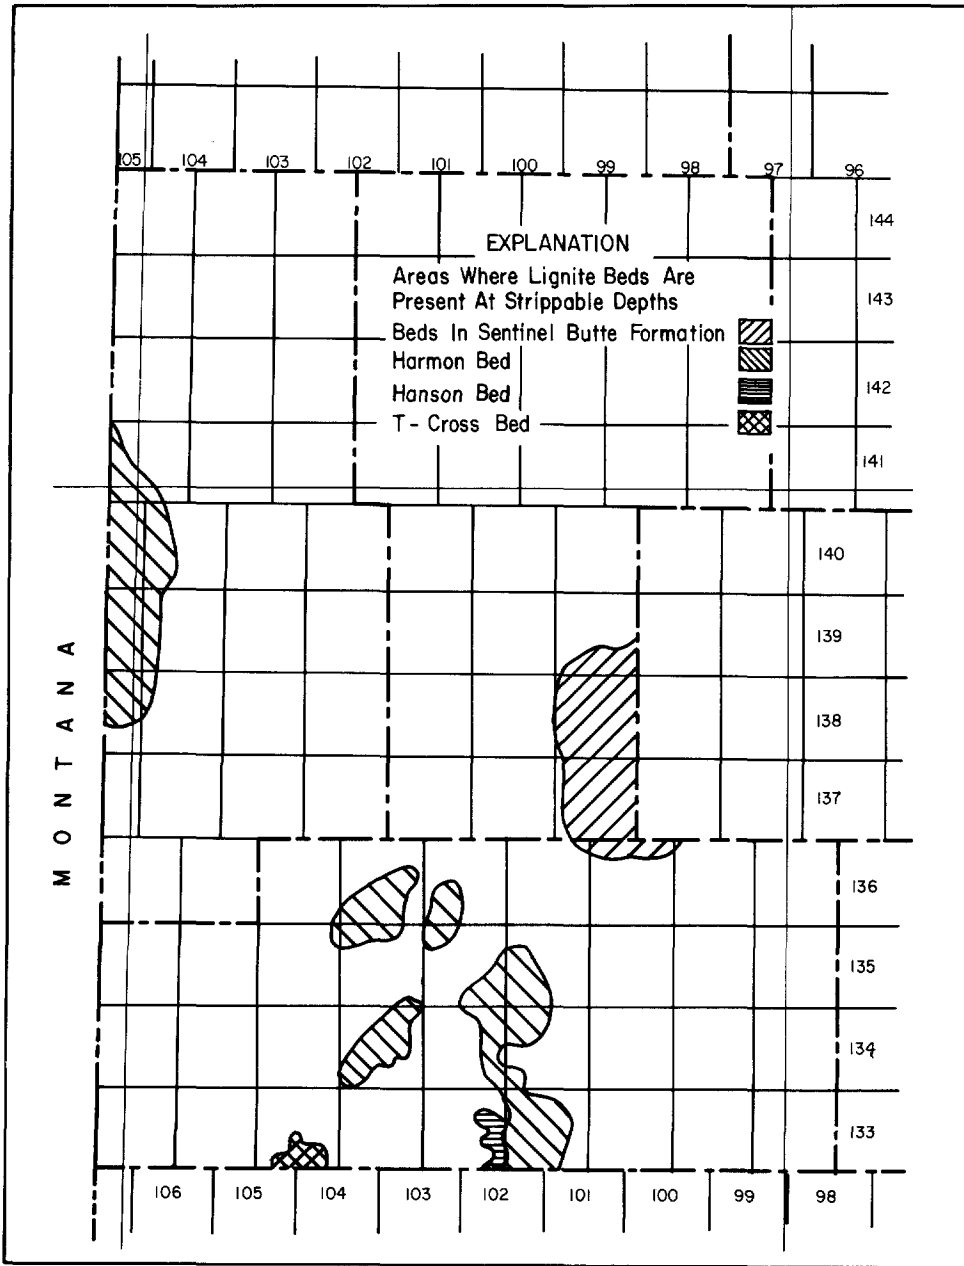 105 104 103 102 101 100 99 98 97 96
144
EXPLANATION
Areas Where Lignite Beds Are
Present At Strippable Depths
143
Beds In Sentinel Butte Formation
Harmon Bed
142
Hanson Bed
T-Cross Bed
141
140
139
138
137
MONTANA
136
135
134
133
106 105 104 103 102 101 100 99 98